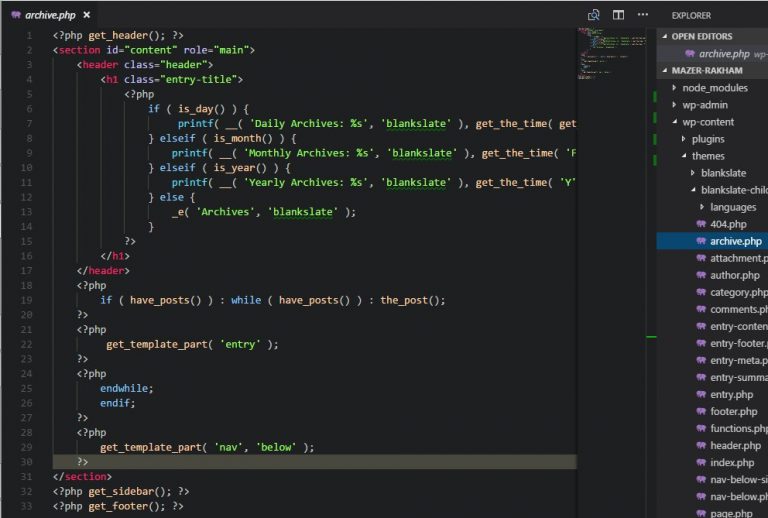 archive.php ×
1 <?php get_header(); ?>
2 <section id="content" role="main">
3 <header class="header">
4 <h1 class="entry-title">
5 <?php
6 if ( is_day() ) {
7 printf( __( 'Daily Archives: %s', 'blankslate' ), get_the_time( get
8 } elseif ( is_month() ) {
9 printf( __( 'Monthly Archives: %s', 'blankslate' ), get_the_time( 'F
10 } elseif ( is_year() ) {
11 printf( __( 'Yearly Archives: %s', 'blankslate' ), get_the_time( 'Y'
12 } else {
13 _e( 'Archives', 'blankslate' );
14 }
15 ?>
16 </h1>
17 </header>
18 <?php
19 if ( have_posts() ) : while ( have_posts() ) : the_post();
20 ?>
21 <?php
22 get_template_part( 'entry' );
23 ?>
24 <?php
25 endwhile;
26 endif;
27 ?>
28 <?php
29 get_template_part( 'nav', 'below' );
30 ?>
31 </section>
32 <?php get_sidebar(); ?>
33 <?php get_footer(); ?>
EXPLORER
OPEN EDITORS
archive.php wp-
MAZER-RAKHAM
node_modules
wp-admin
wp-content
plugins
themes
blankslate
blankslate-chil
languages
404.php
archive.php
attachment.p
author.php
category.php
comments.ph
entry-conten
entry-footer.p
entry-meta.p
entry-summa
entry.php
footer.php
functions.php
header.php
index.php
nav-below-si
nav-below.p
page.php